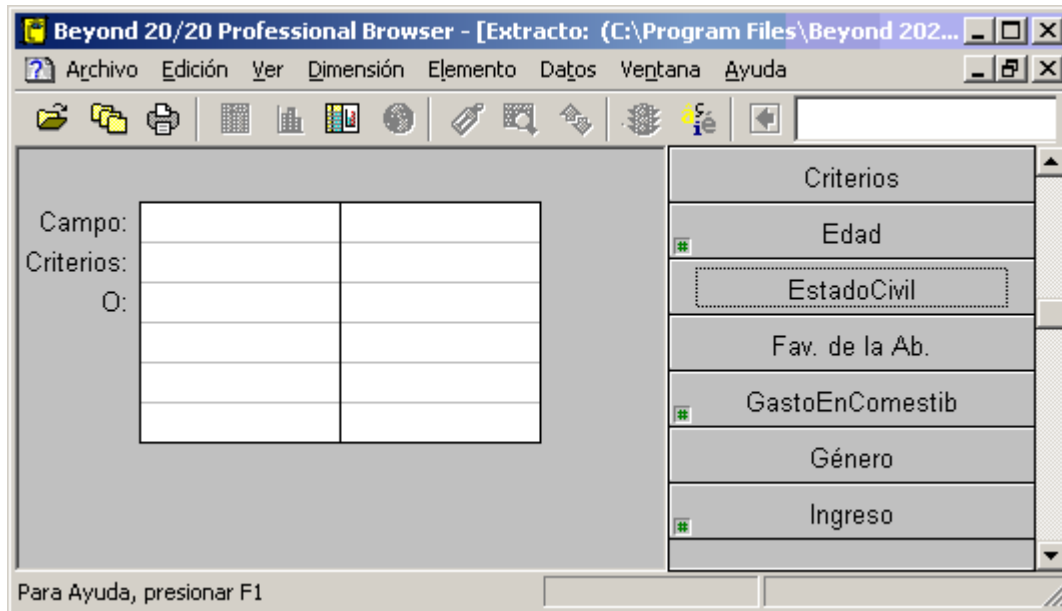 Beyond 20/20 Professional Browser - [Extracto: (C:\Program Files\Beyond 202...
Archivo Edición Ver Dimensión Elemento Datos Ventana Ayuda
Criterios
Campo:
Edad
Criterios:
EstadoCivil
O:
Fav. de la Ab.
GastoEnComestib
Género
Ingreso
Para Ayuda, presionar F1